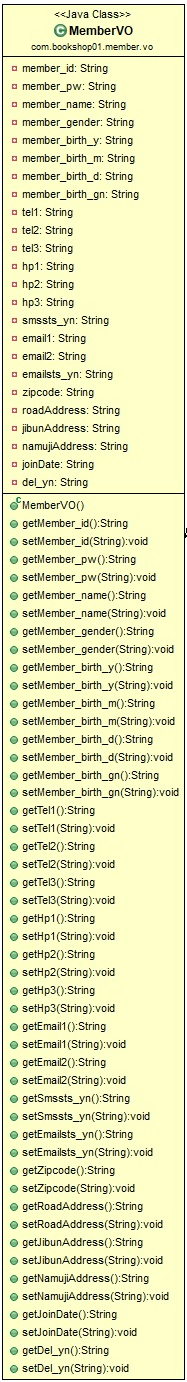 <<Java Class>>
MemberVO
com.bookshop01.member.vo
member_id: String
member_pw: String
member_name: String
member_gender: String
member_birth_y: String
member_birth_m: String
member_birth_d: String
member_birth_gn: String
tel1: String
tel2: String
tel3: String
hp1: String
hp2: String
hp3: String
smssts_yn: String
email1: String
email2: String
emailsts_yn: String
zipcode: String
roadAddress: String
jibunAddress: String
namujiAddress: String
joinDate: String
del_yn: String
MemberVO()
getMember_id():String
setMember_id(String):void
getMember_pw():String
setMember_pw(String):void
getMember_name():String
setMember_name(String):void
getMember_gender():String
setMember_gender(String):void
getMember_birth_y():String
setMember_birth_y(String):void
getMember_birth_m():String
setMember_birth_m(String):void
getMember_birth_d():String
setMember_birth_d(String):void
getMember_birth_gn():String
setMember_birth_gn(String):void
getTel1():String
setTel1(String):void
getTel2():String
setTel2(String):void
getTel3():String
setTel3(String):void
getHp1():String
setHp1(String):void
getHp2():String
setHp2(String):void
getHp3():String
setHp3(String):void
getEmail1():String
setEmail1(String):void
getEmail2():String
setEmail2(String):void
getSmssts_yn():String
setSmssts_yn(String):void
getEmailsts_yn():String
setEmailsts_yn(String):void
getZipcode():String
setZipcode(String):void
getRoadAddress():String
setRoadAddress(String):void
getJibunAddress():String
setJibunAddress(String):void
getNamujiAddress():String
setNamujiAddress(String):void
getJoinDate():String
setJoinDate(String):void
getDel_yn():String
setDel_yn(String):void